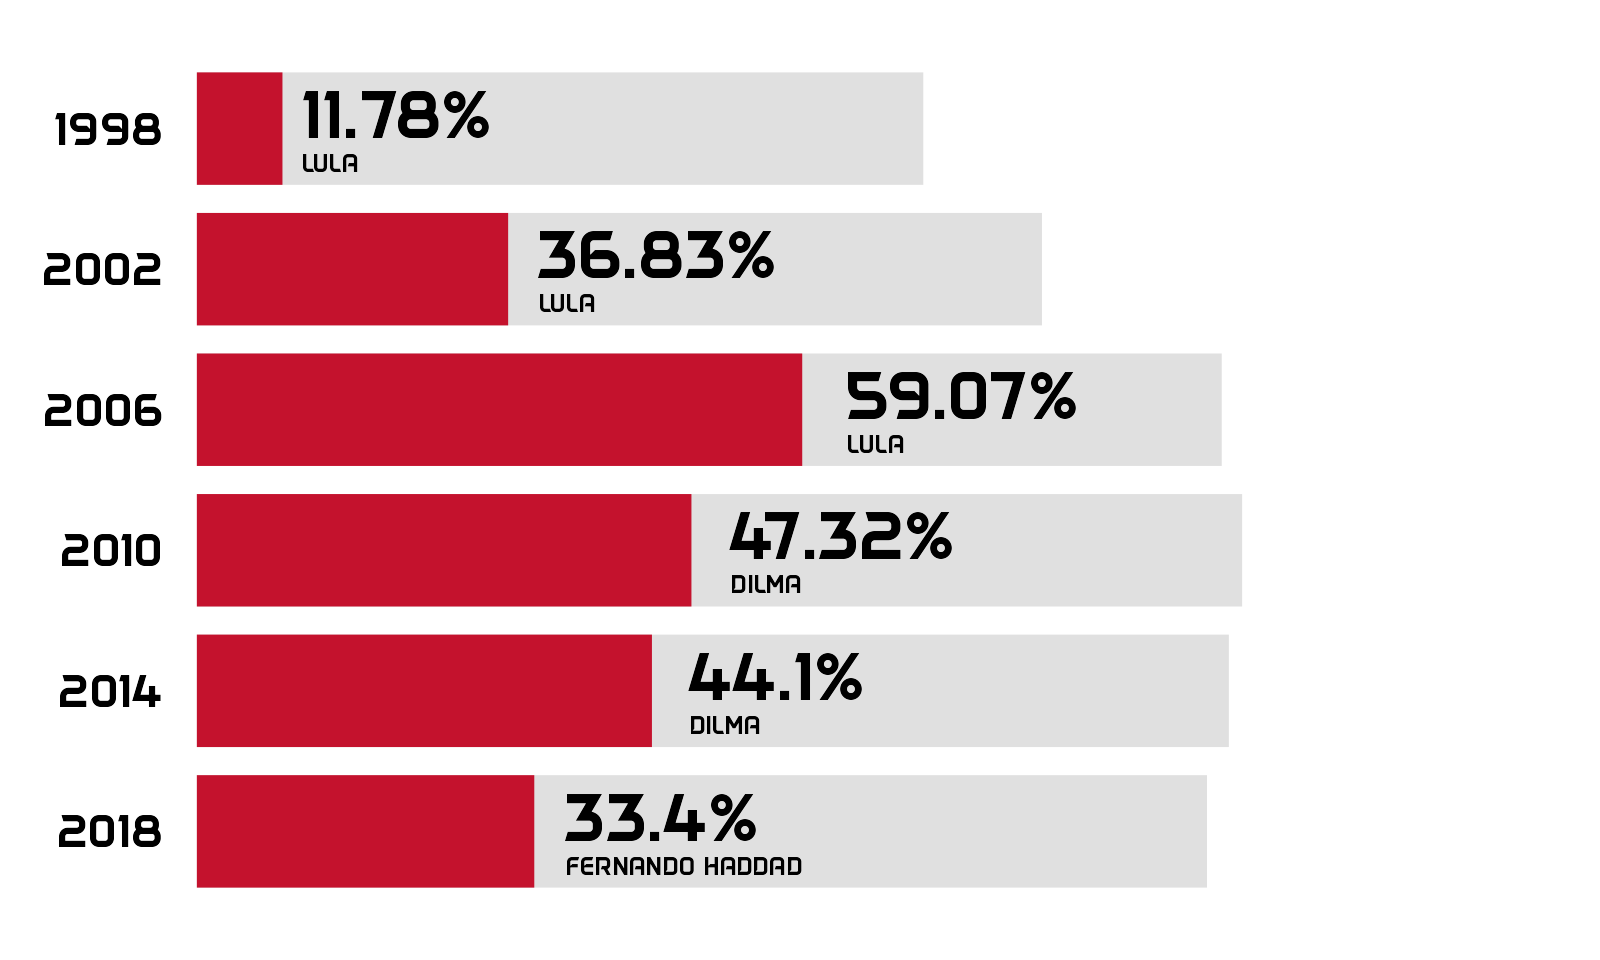 1998
11.78%
LULA
2002
36.83%
LULA
2006
59.07%
LULA
2010
47.32%
DILMA
2014
44.1%
DILMA
2018
33.4%
FERNANDO HADDAD